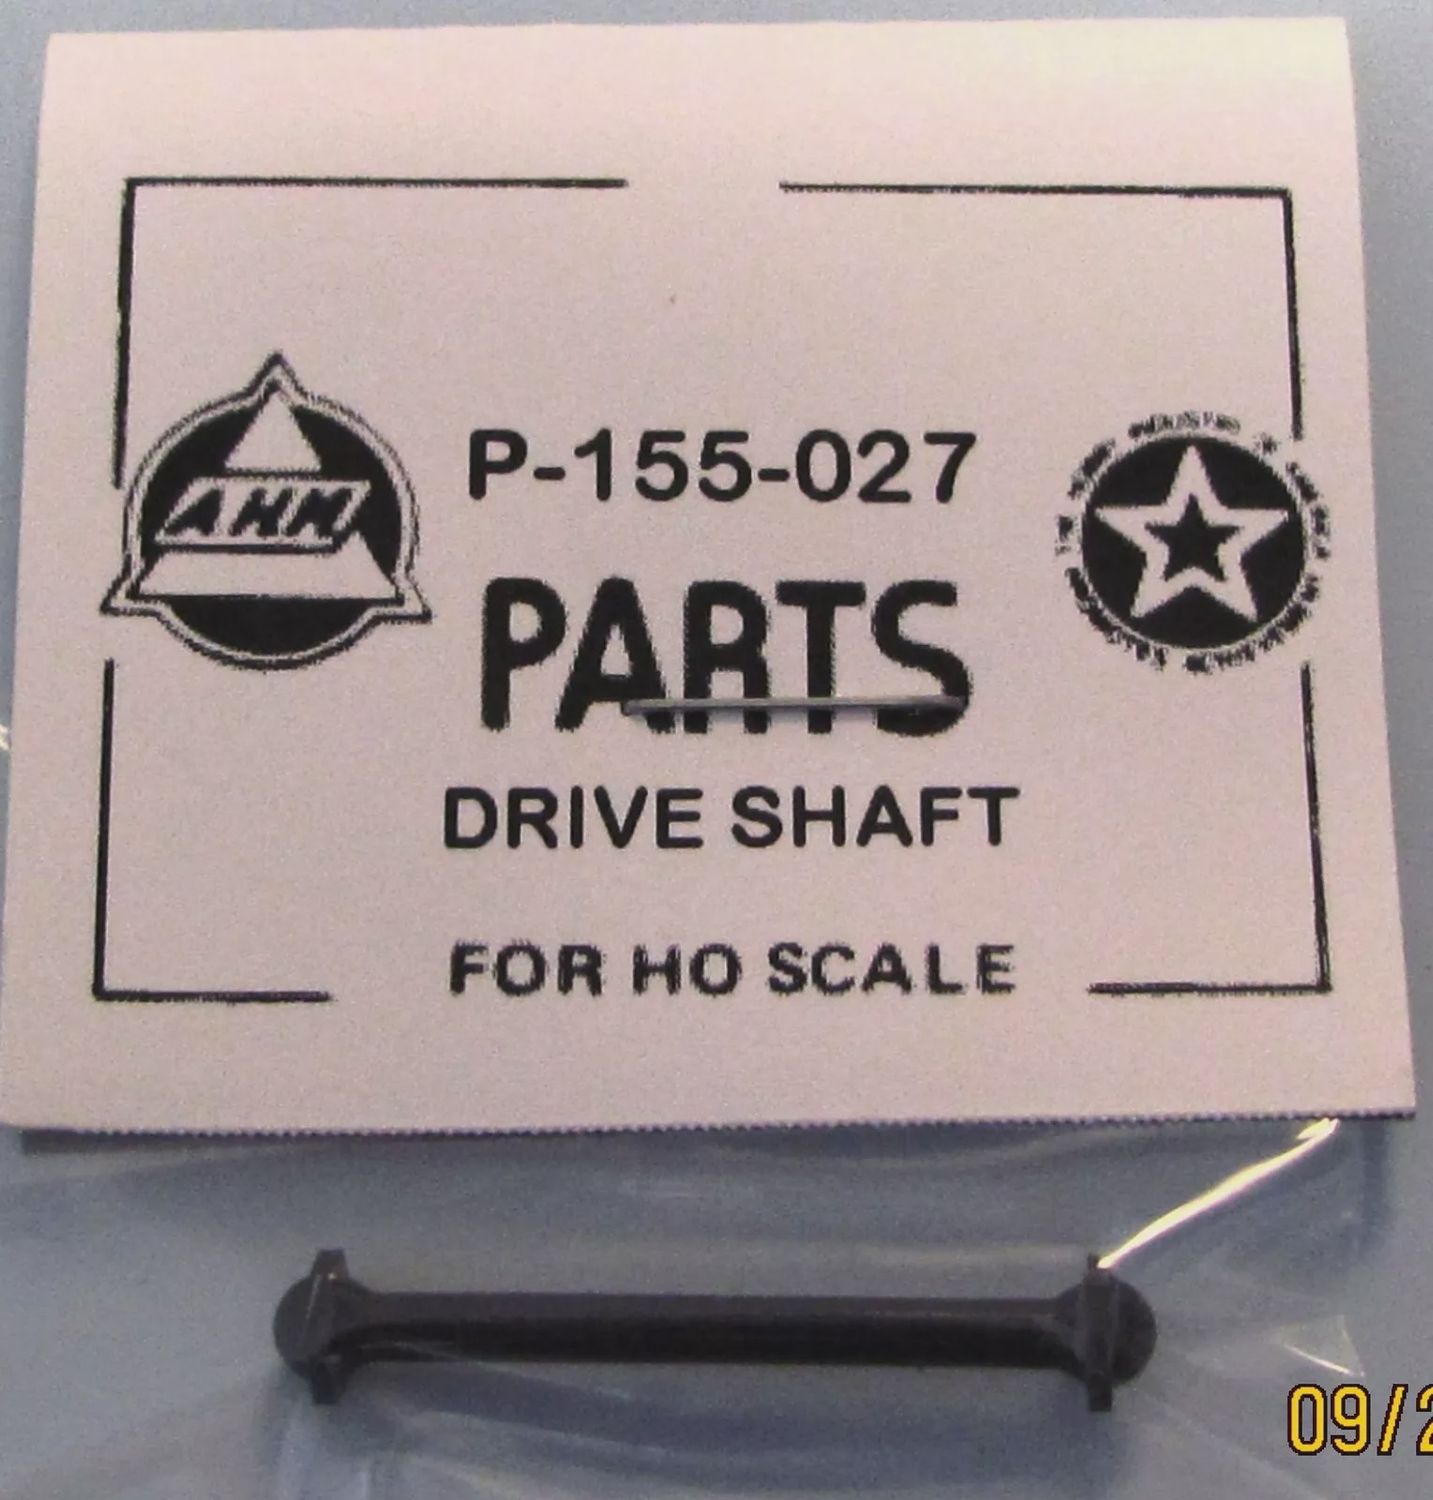 P-155-027
AHM
PARTS
DRIVE SHAFT
FOR HO SCALE
09/2